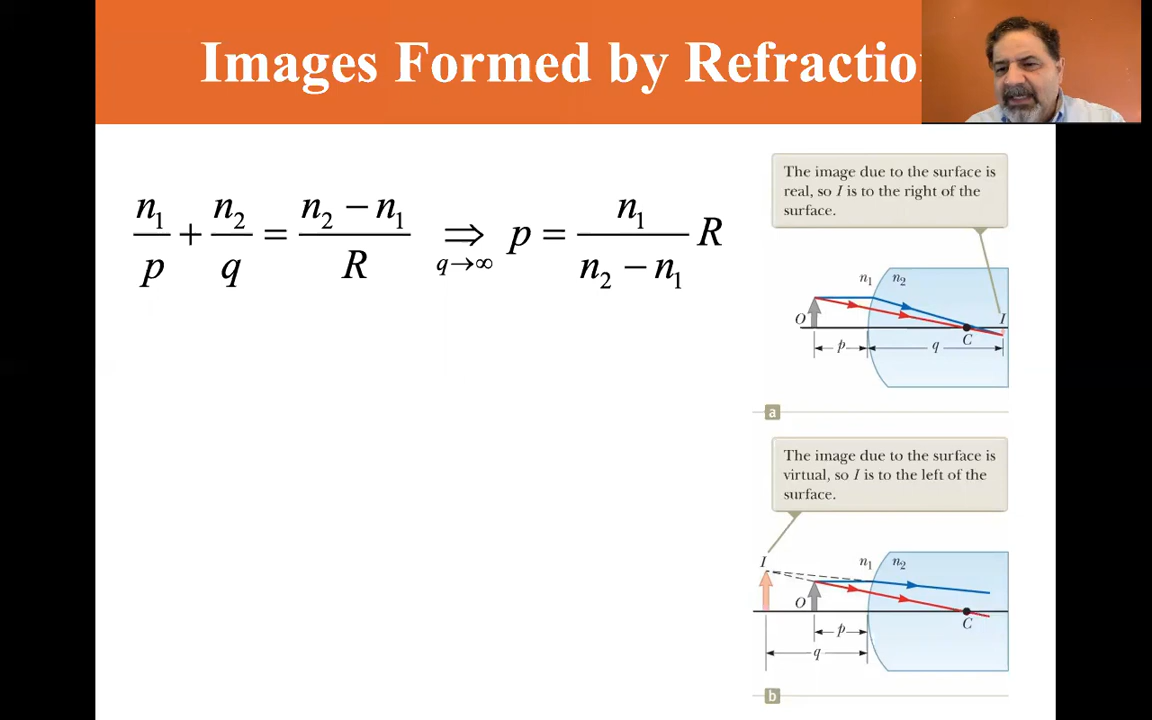 Images Formed by Refractio
n₁/p + n₂/q = (n₂ − n₁)/R ⇒ q→∞ p = n₁/(n₂ − n₁) R
The image due to the surface is
real, so I is to the right of the
surface.
n₁ n₂
O
I
C
p
q
a
The image due to the surface is
virtual, so I is to the left of the
surface.
I
n₁ n₂
O
C
p
q
b